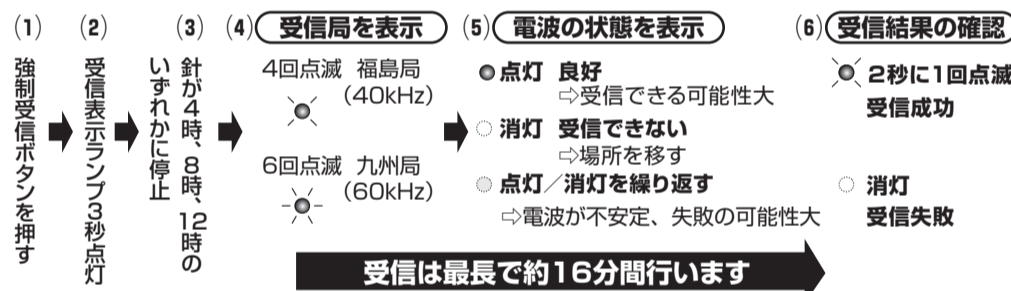 (1)
強制受信ボタンを押す
(2)
受信表示ランプ3秒点灯
(3)
針が4時、8時、12時の
いずれかに停止
(4) 受信局を表示
4回点滅 福島局
(40kHz)
6回点滅 九州局
(60kHz)
(5) 電波の状態を表示
点灯 良好
⇨受信できる可能性大
消灯 受信できない
⇨場所を移す
点灯/消灯を繰り返す
⇨電波が不安定、失敗の可能性大
(6) 受信結果の確認
2秒に1回点滅
受信成功
消灯
受信失敗
受信は最長で約16分間行います